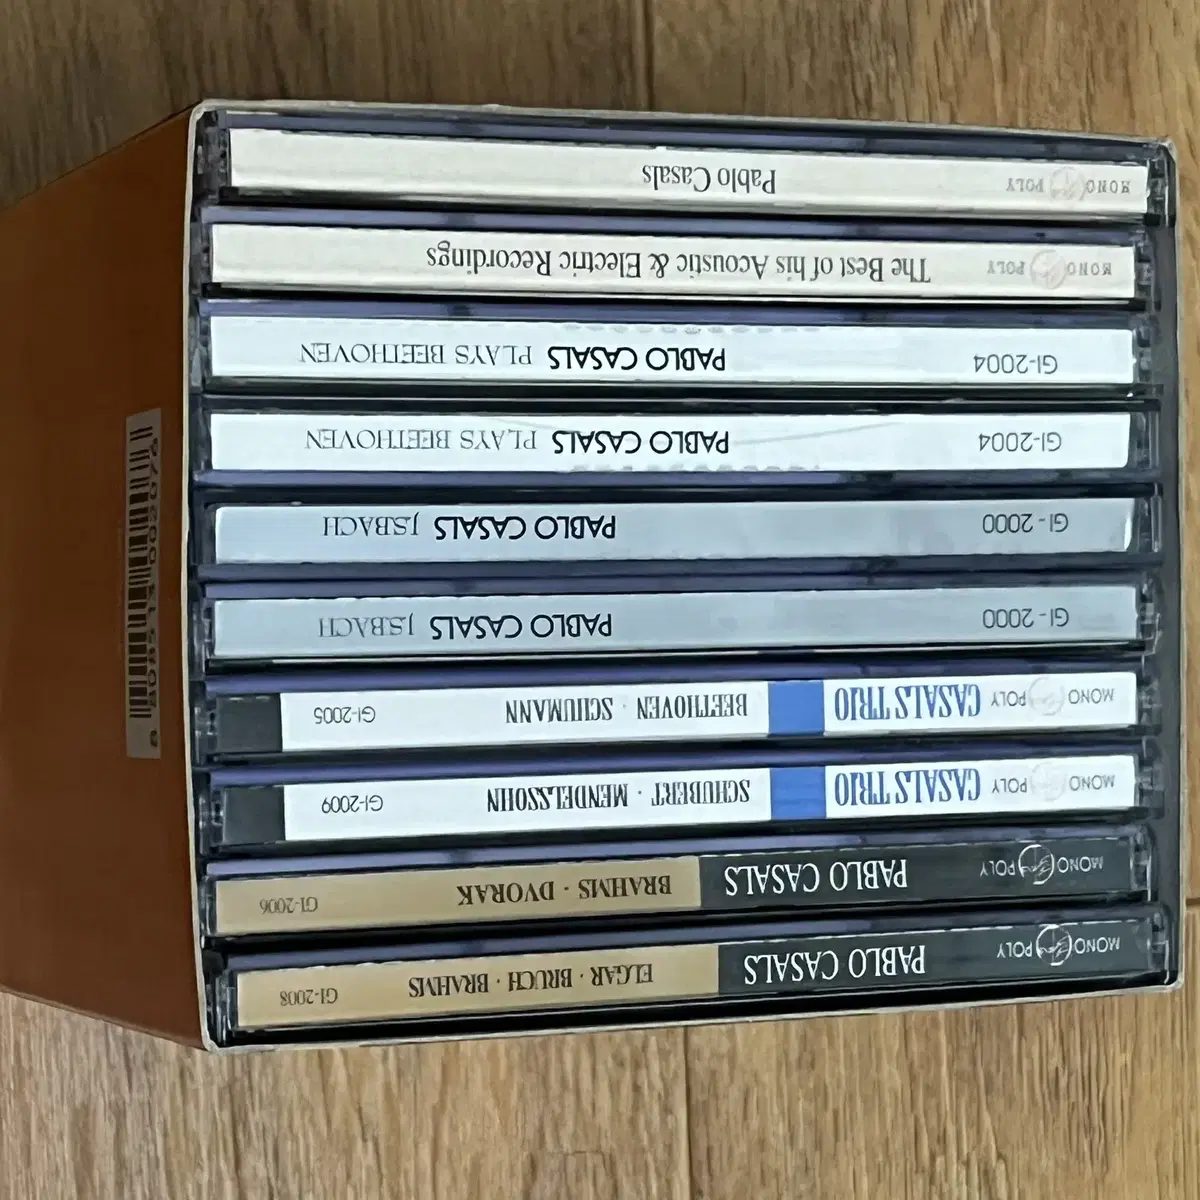 MONO POLY PABLO CASALS ELGAR · BRUCH · BRAHMS GI-2008
MONO POLY PABLO CASALS BRAHMS · DVORAK GI-2006
MONO POLY CASALS TRIO SCHUBERT · MENDELSSOHN GI-2009
MONO POLY CASALS TRIO BEETHOVEN · SCHUMANN GI-2005
GI-2000 PABLO CASALS J.S.BACH
GI-2000 PABLO CASALS J.S.BACH
GI-2004 PABLO CASALS PLAYS BEETHOVEN
GI-2004 PABLO CASALS PLAYS BEETHOVEN
MONO POLY The Best of his Acoustic & Electric Recordings
MONO POLY Pablo Casals